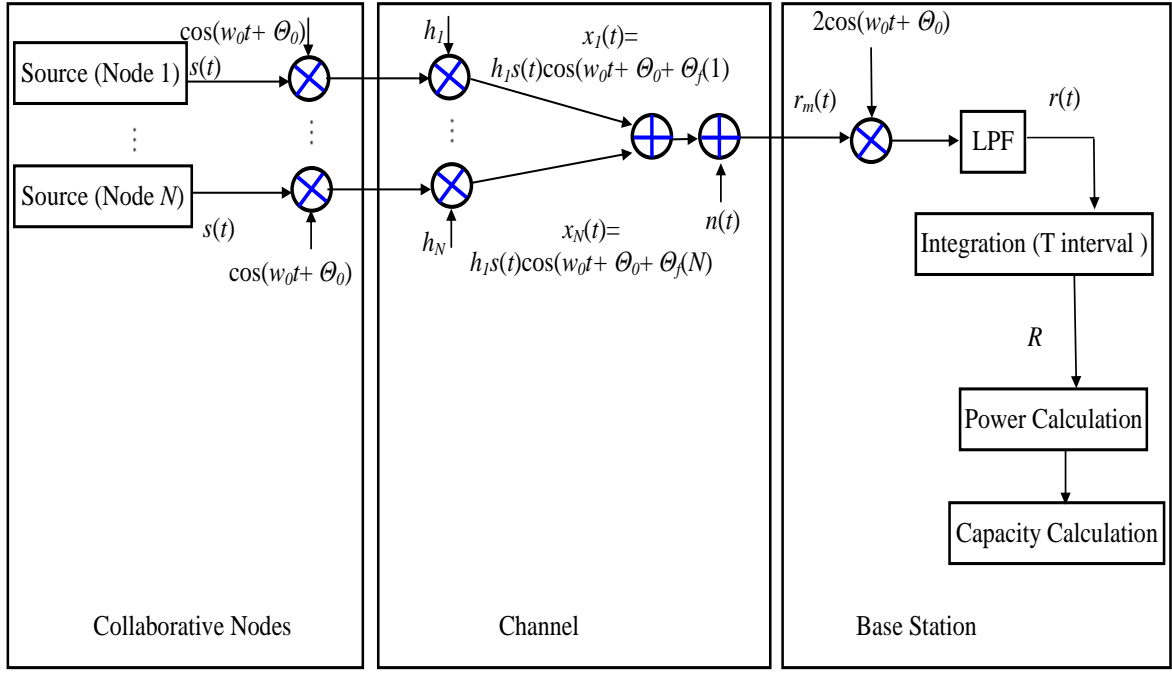 cos(w₀t+ Θ₀)
Source (Node 1)
s(t)
Source (Node N)
s(t)
cos(w₀t+ Θ₀)
Collaborative Nodes
h₁
x₁(t)=
h₁s(t)cos(w₀t+ Θ₀+ Θf(1)
hN
xN(t)=
h₁s(t)cos(w₀t+ Θ₀+ Θf(N)
n(t)
Channel
2cos(w₀t+ Θ₀)
rₘ(t)
LPF
r(t)
Integration (T interval )
R
Power Calculation
Capacity Calculation
Base Station